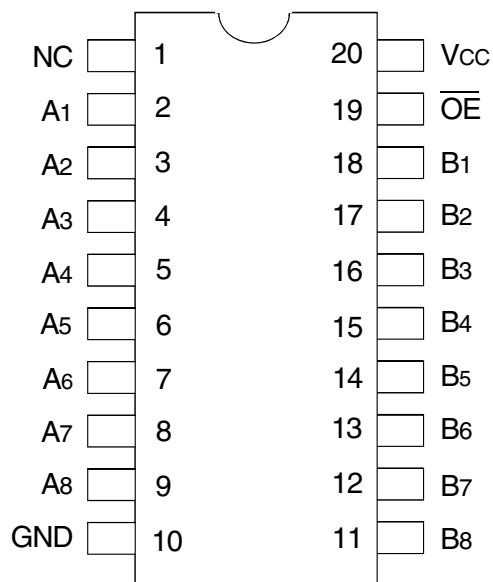 NC 1 20 VCC
A1 2 19 O̅E̅
A2 3 18 B1
A3 4 17 B2
A4 5 16 B3
A5 6 15 B4
A6 7 14 B5
A7 8 13 B6
A8 9 12 B7
GND 10 11 B8